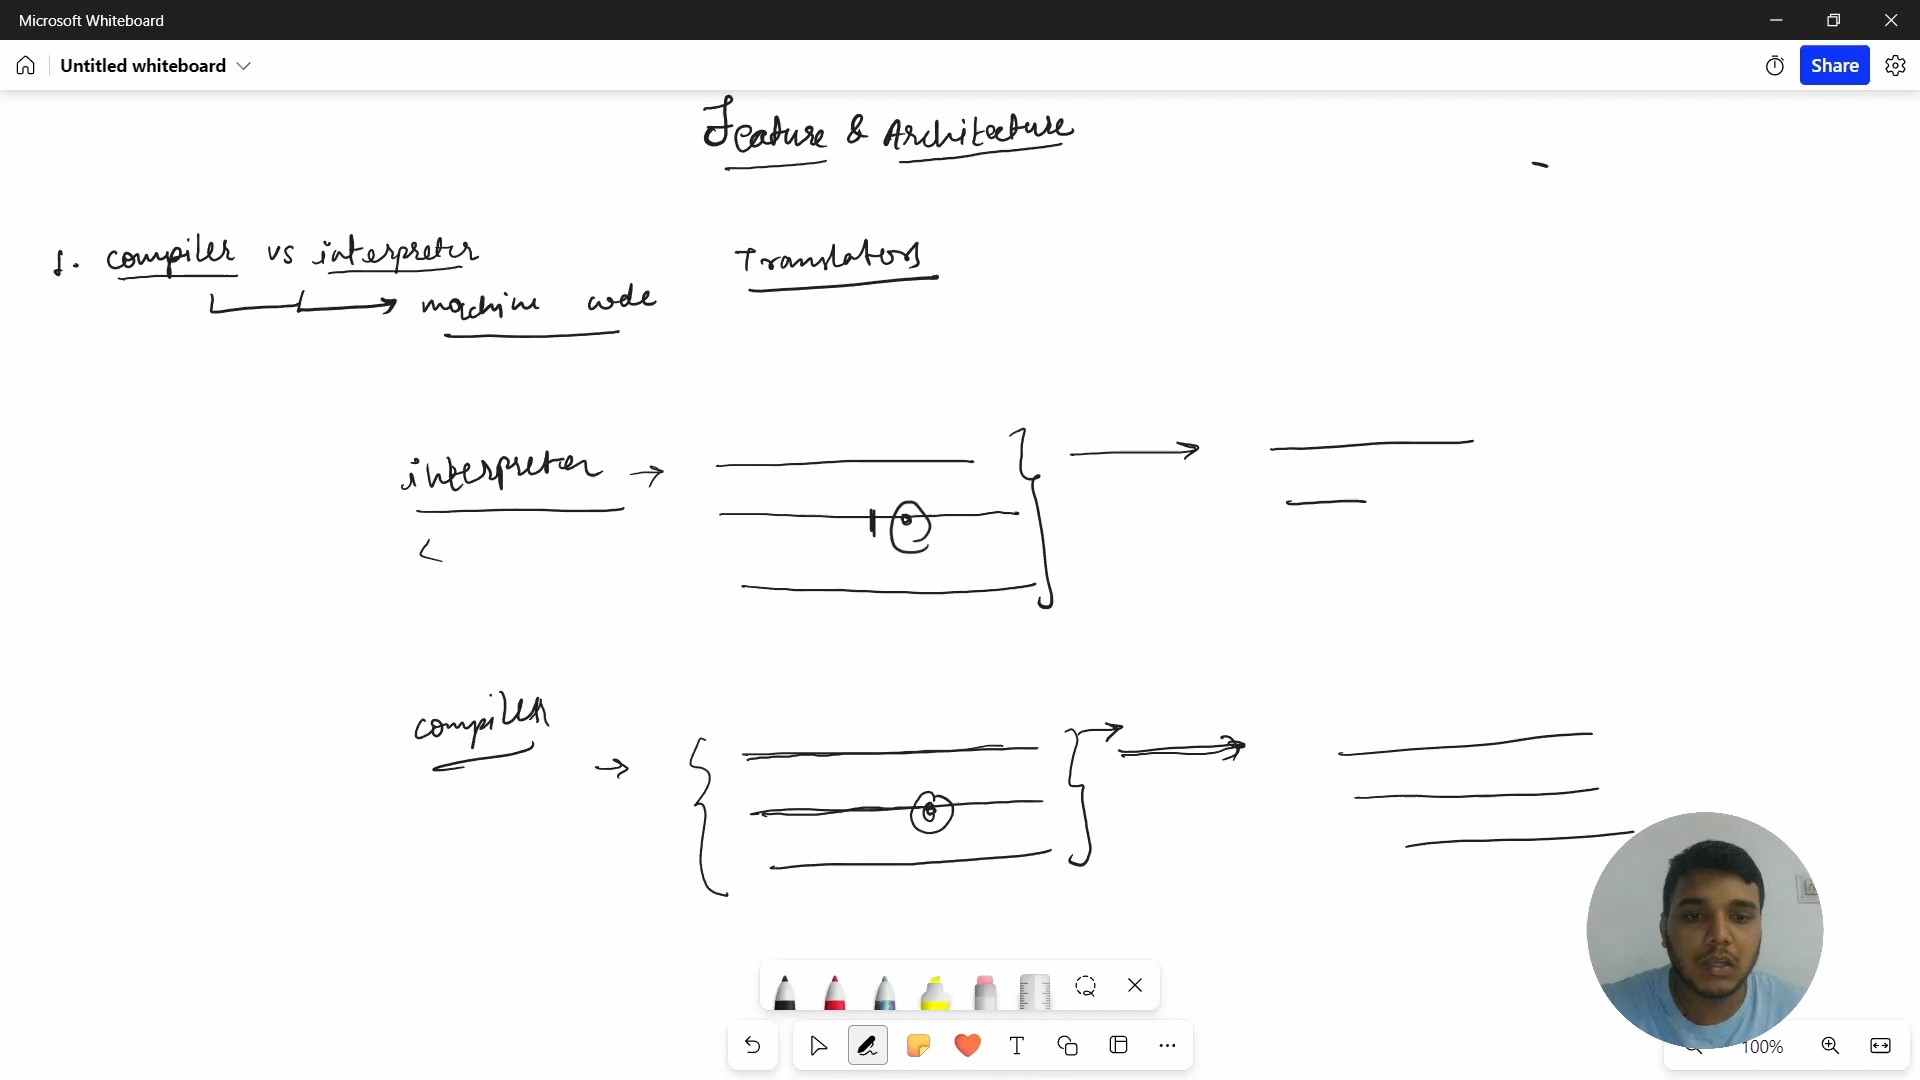 Microsoft Whiteboard
Untitled whiteboard
Share
Feature & Architecture
1. compiler vs interpreter
Translators
machine code
interpreter →
compiler →
100%